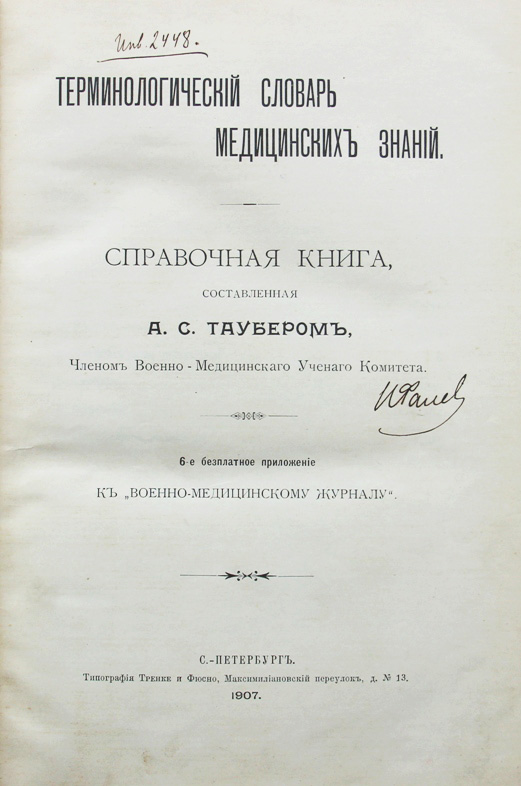 Инв. 2448.
ТЕРМИНОЛОГИЧЕСКІЙ СЛОВАРЬ
МЕДИЦИНСКИХЪ ЗНАНІЙ.
СПРАВОЧНАЯ КНИГА,
СОСТАВЛЕННАЯ
А. С. ТАУБЕРОМЪ,
Членомъ Военно-Медицинскаго Ученаго Комитета.
6-е безплатное приложеніе
КЪ „ВОЕННО-МЕДИЦИНСКОМУ ЖУРНАЛУ“.
С.-ПЕТЕРБУРГЪ.
Типографія Тренке и Фюсно, Максимиліановскій переулокъ, д. № 13.
1907.